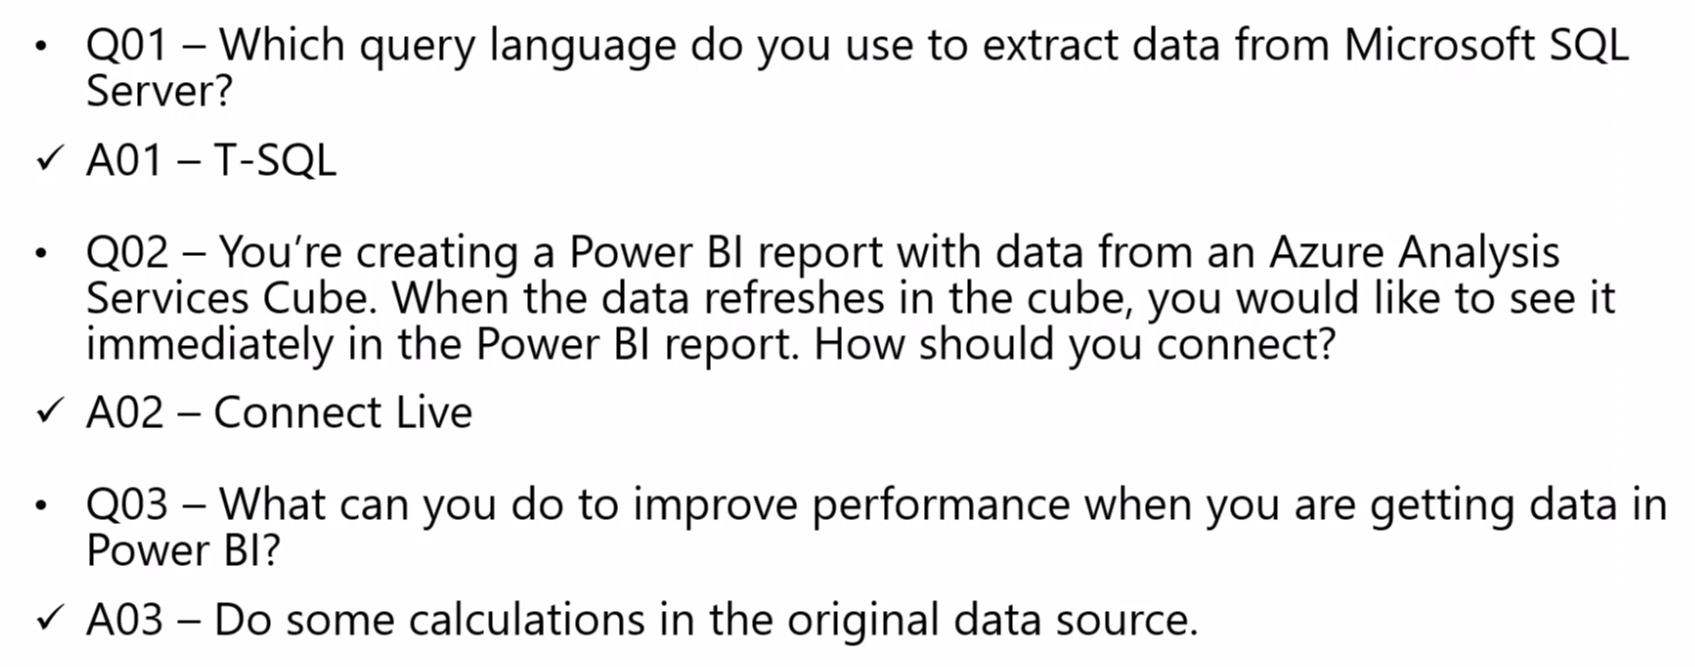 • Q01 – Which query language do you use to extract data from Microsoft SQL
Server?
✓ A01 – T-SQL
• Q02 – You’re creating a Power BI report with data from an Azure Analysis
Services Cube. When the data refreshes in the cube, you would like to see it
immediately in the Power BI report. How should you connect?
✓ A02 – Connect Live
• Q03 – What can you do to improve performance when you are getting data in
Power BI?
✓ A03 – Do some calculations in the original data source.